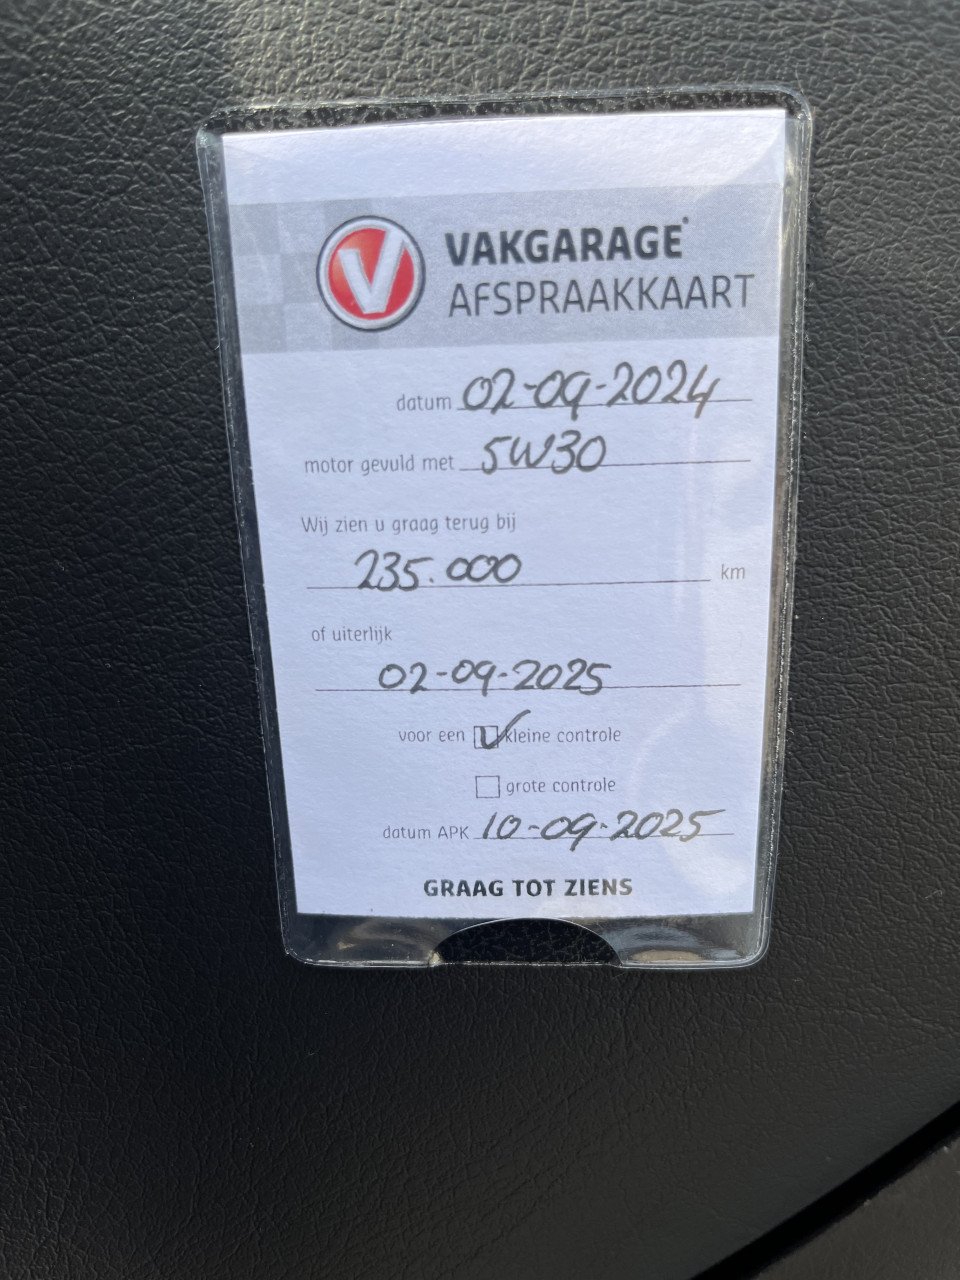 V VAKGARAGE®
AFSPRAAKKAART
datum 02-09-2024
motor gevuld met 5W30
Wij zien u graag terug bij
235.000 km
of uiterlijk
02-09-2025
voor een kleine controle
grote controle
datum APK 10-09-2025
GRAAG TOT ZIENS